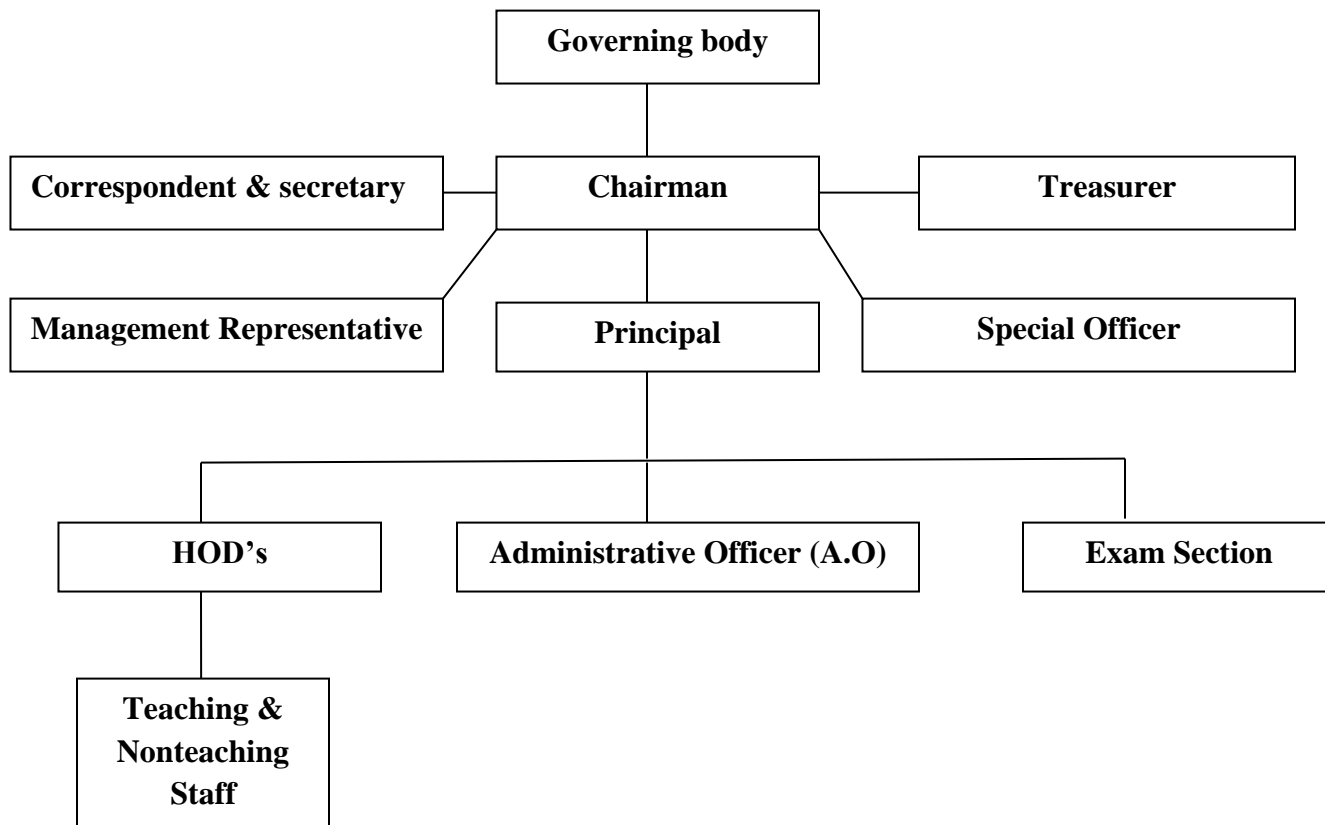 Governing body
Correspondent & secretary
Chairman
Treasurer
Management Representative
Principal
Special Officer
HOD’s
Administrative Officer (A.O)
Exam Section
Teaching &
Nonteaching
Staff